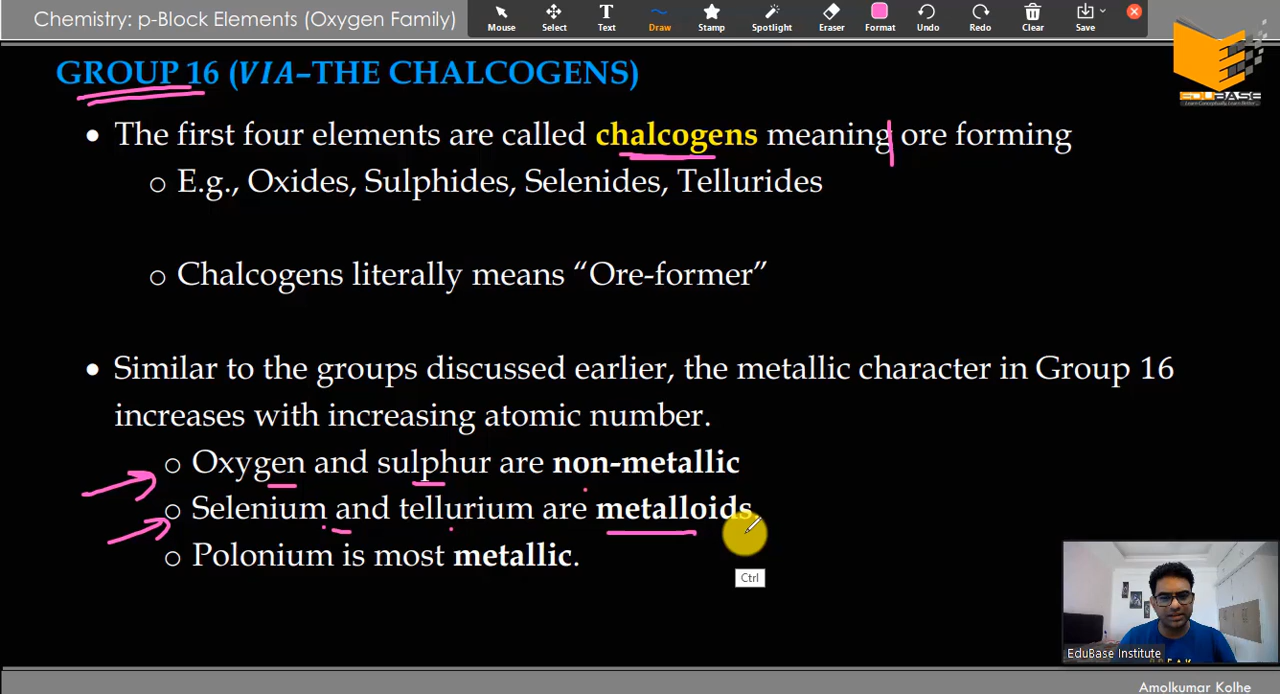 Chemistry: p-Block Elements (Oxygen Family)
Mouse Select Text Draw Stamp Spotlight Eraser Format Undo Redo Clear Save
EDUBASE
GROUP 16 (VIA–THE CHALCOGENS)
• The first four elements are called chalcogens meaning ore forming
o E.g., Oxides, Sulphides, Selenides, Tellurides
o Chalcogens literally means “Ore-former”
• Similar to the groups discussed earlier, the metallic character in Group 16
increases with increasing atomic number.
o Oxygen and sulphur are non-metallic
o Selenium and tellurium are metalloids.
o Polonium is most metallic.
Ctrl
EduBase Institute
Amolkumar Kolhe